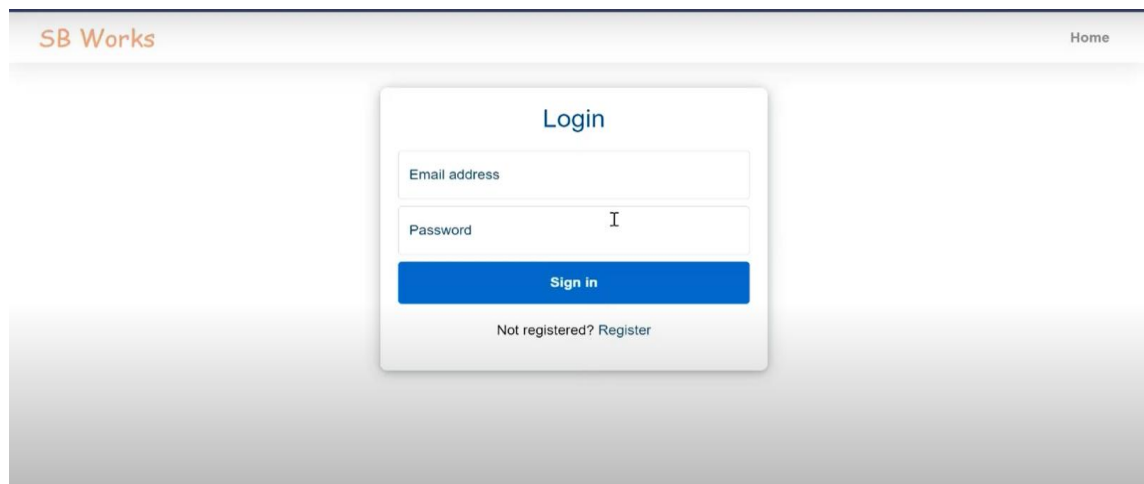 SB Works
Home
Login
Email address
Password
Sign in
Not registered? Register